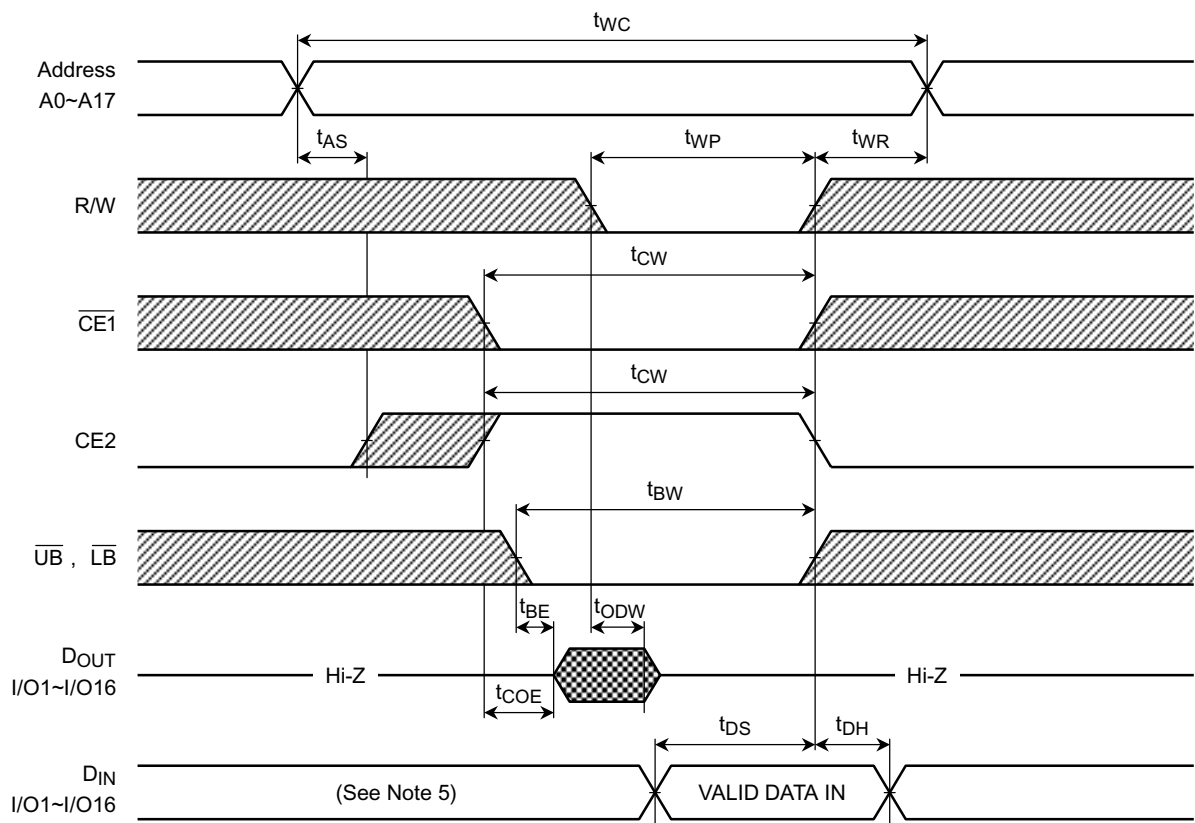 tWC
Address
A0~A17
tAS
tWP
tWR
R/W
tCW
CE1
tCW
CE2
tBW
UB , LB
tBE
tODW
DOUT
I/O1~I/O16
Hi-Z
Hi-Z
tCOE
tDS
tDH
DIN
I/O1~I/O16
(See Note 5)
VALID DATA IN